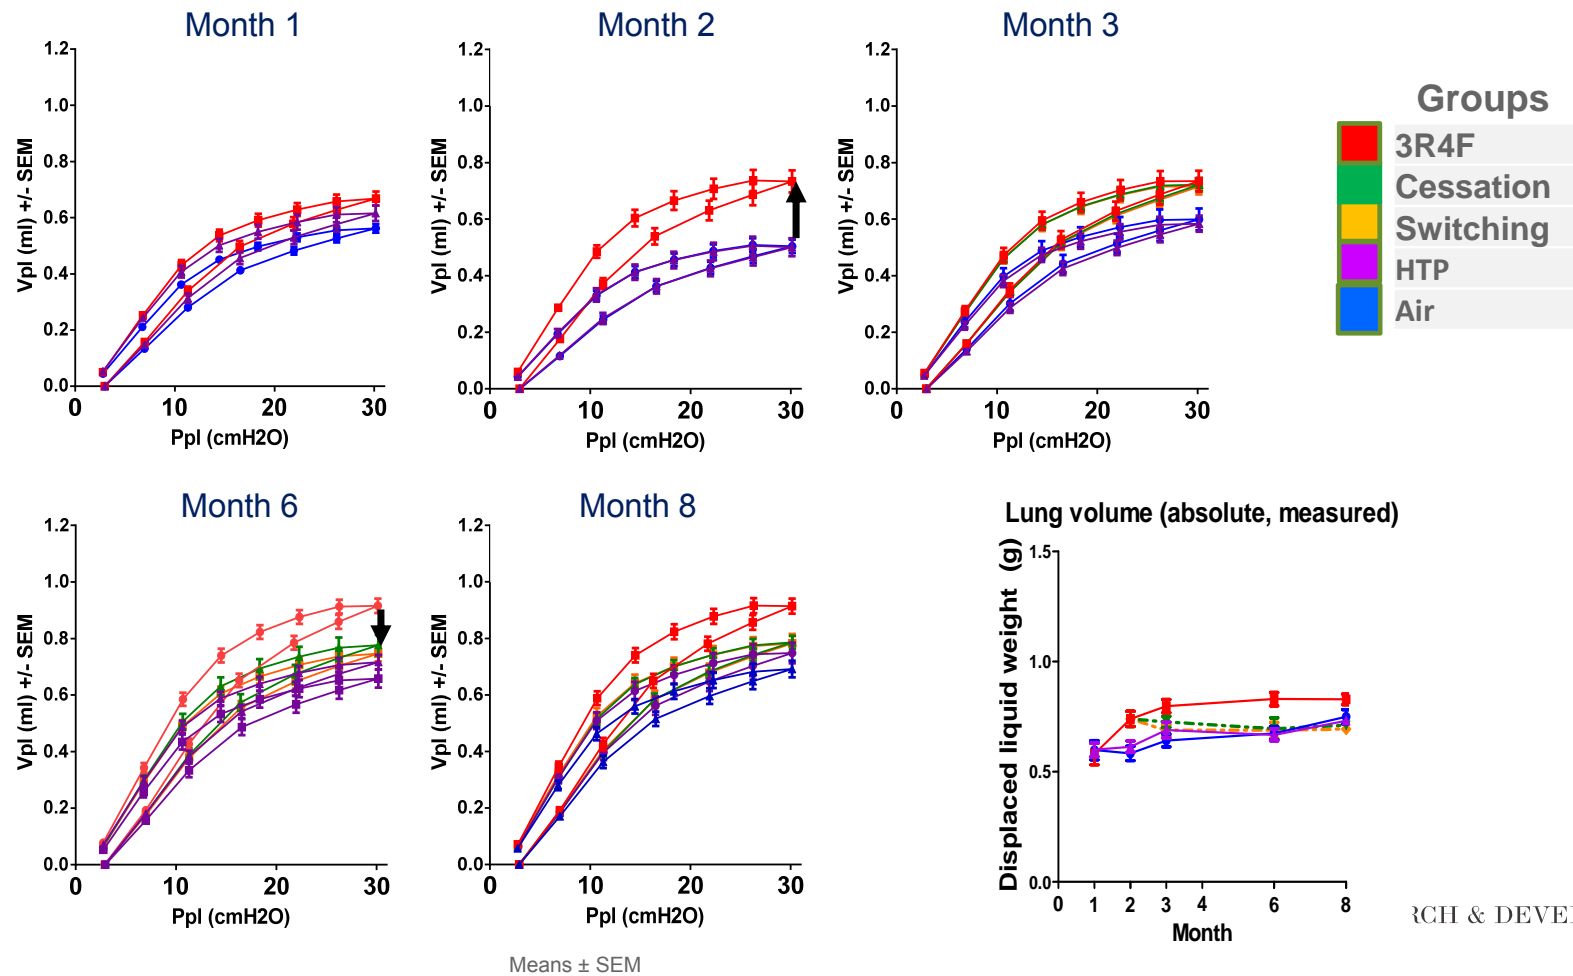 Month 1
Month 2
Month 3
1.2
1.0
0.8
0.6
0.4
0.2
0.0
0
10
20
30
Vpl (ml) +/- SEM
Ppl (cmH2O)
1.2
1.0
0.8
0.6
0.4
0.2
0.0
0
10
20
30
Vpl (ml) +/- SEM
Ppl (cmH2O)
1.2
1.0
0.8
0.6
0.4
0.2
0.0
0
10
20
30
Vpl (ml) +/- SEM
Ppl (cmH2O)
Groups
3R4F
Cessation
Switching
HTP
Air
Month 6
Month 8
1.2
1.0
0.8
0.6
0.4
0.2
0.0
0
10
20
30
Vpl (ml) +/- SEM
Ppl (cmH2O)
1.2
1.0
0.8
0.6
0.4
0.2
0.0
0
10
20
30
Vpl (ml) +/- SEM
Ppl (cmH2O)
Lung volume (absolute, measured)
1.5
1.0
0.5
0.0
0 1 2 3 4 6 8
Displaced liquid weight (g)
Month
RCH & DEVE
Means ± SEM